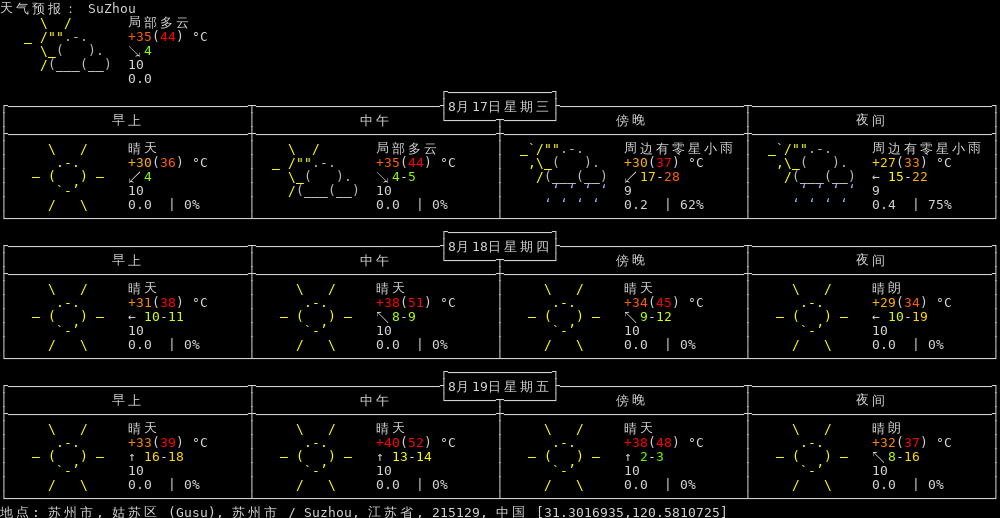 天气预报： SuZhou
局部多云
+35(44) °C
↘ 4
10
0.0
8月17日星期三
早上 中午 傍晚 夜间
晴天 局部多云 周边有零星小雨 周边有零星小雨
+30(36) °C +35(44) °C +30(37) °C +27(33) °C
↙ 4 ↘ 4-5 ↙ 17-28 ← 15-22
10 10 9 9
0.0 | 0% 0.0 | 0% 0.2 | 62% 0.4 | 75%
8月18日星期四
早上 中午 傍晚 夜间
晴天 晴天 晴天 晴朗
+31(38) °C +38(51) °C +34(45) °C +29(34) °C
← 10-11 ↖ 8-9 ↖ 9-12 ← 10-19
10 10 10 10
0.0 | 0% 0.0 | 0% 0.0 | 0% 0.0 | 0%
8月19日星期五
早上 中午 傍晚 夜间
晴天 晴天 晴天 晴朗
+33(39) °C +40(52) °C +38(48) °C +32(37) °C
↑ 16-18 ↑ 13-14 ↑ 2-3 ↖ 8-16
10 10 10 10
0.0 | 0% 0.0 | 0% 0.0 | 0% 0.0 | 0%
地点: 苏州市, 姑苏区 (Gusu), 苏州市 / Suzhou, 江苏省, 215129, 中国 [31.3016935,120.5810725]